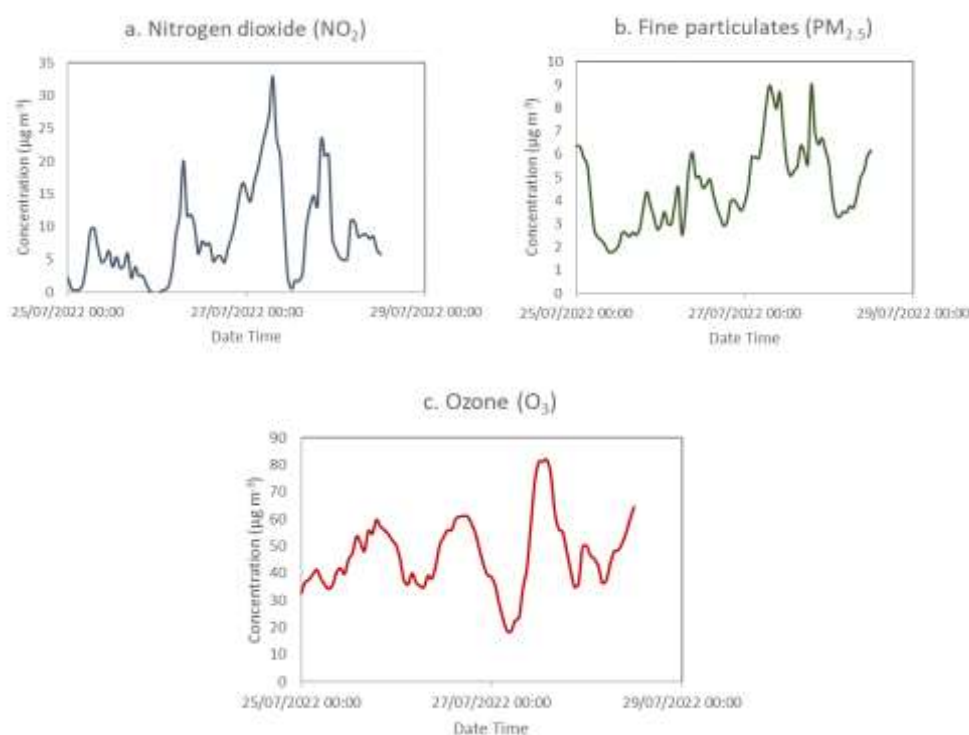 a. Nitrogen dioxide (NO₂)
Concentration (µg m⁻³)
35
30
25
20
15
10
5
0
25/07/2022 00:00 27/07/2022 00:00 29/07/2022 00:00
Date Time
b. Fine particulates (PM₂.₅)
Concentration (µg m⁻³)
10
9
8
7
6
5
4
3
2
1
0
25/07/2022 00:00 27/07/2022 00:00 29/07/2022 00:00
Date Time
c. Ozone (O₃)
Concentration (µg m⁻³)
90
80
70
60
50
40
30
20
10
0
25/07/2022 00:00 27/07/2022 00:00 29/07/2022 00:00
Date Time